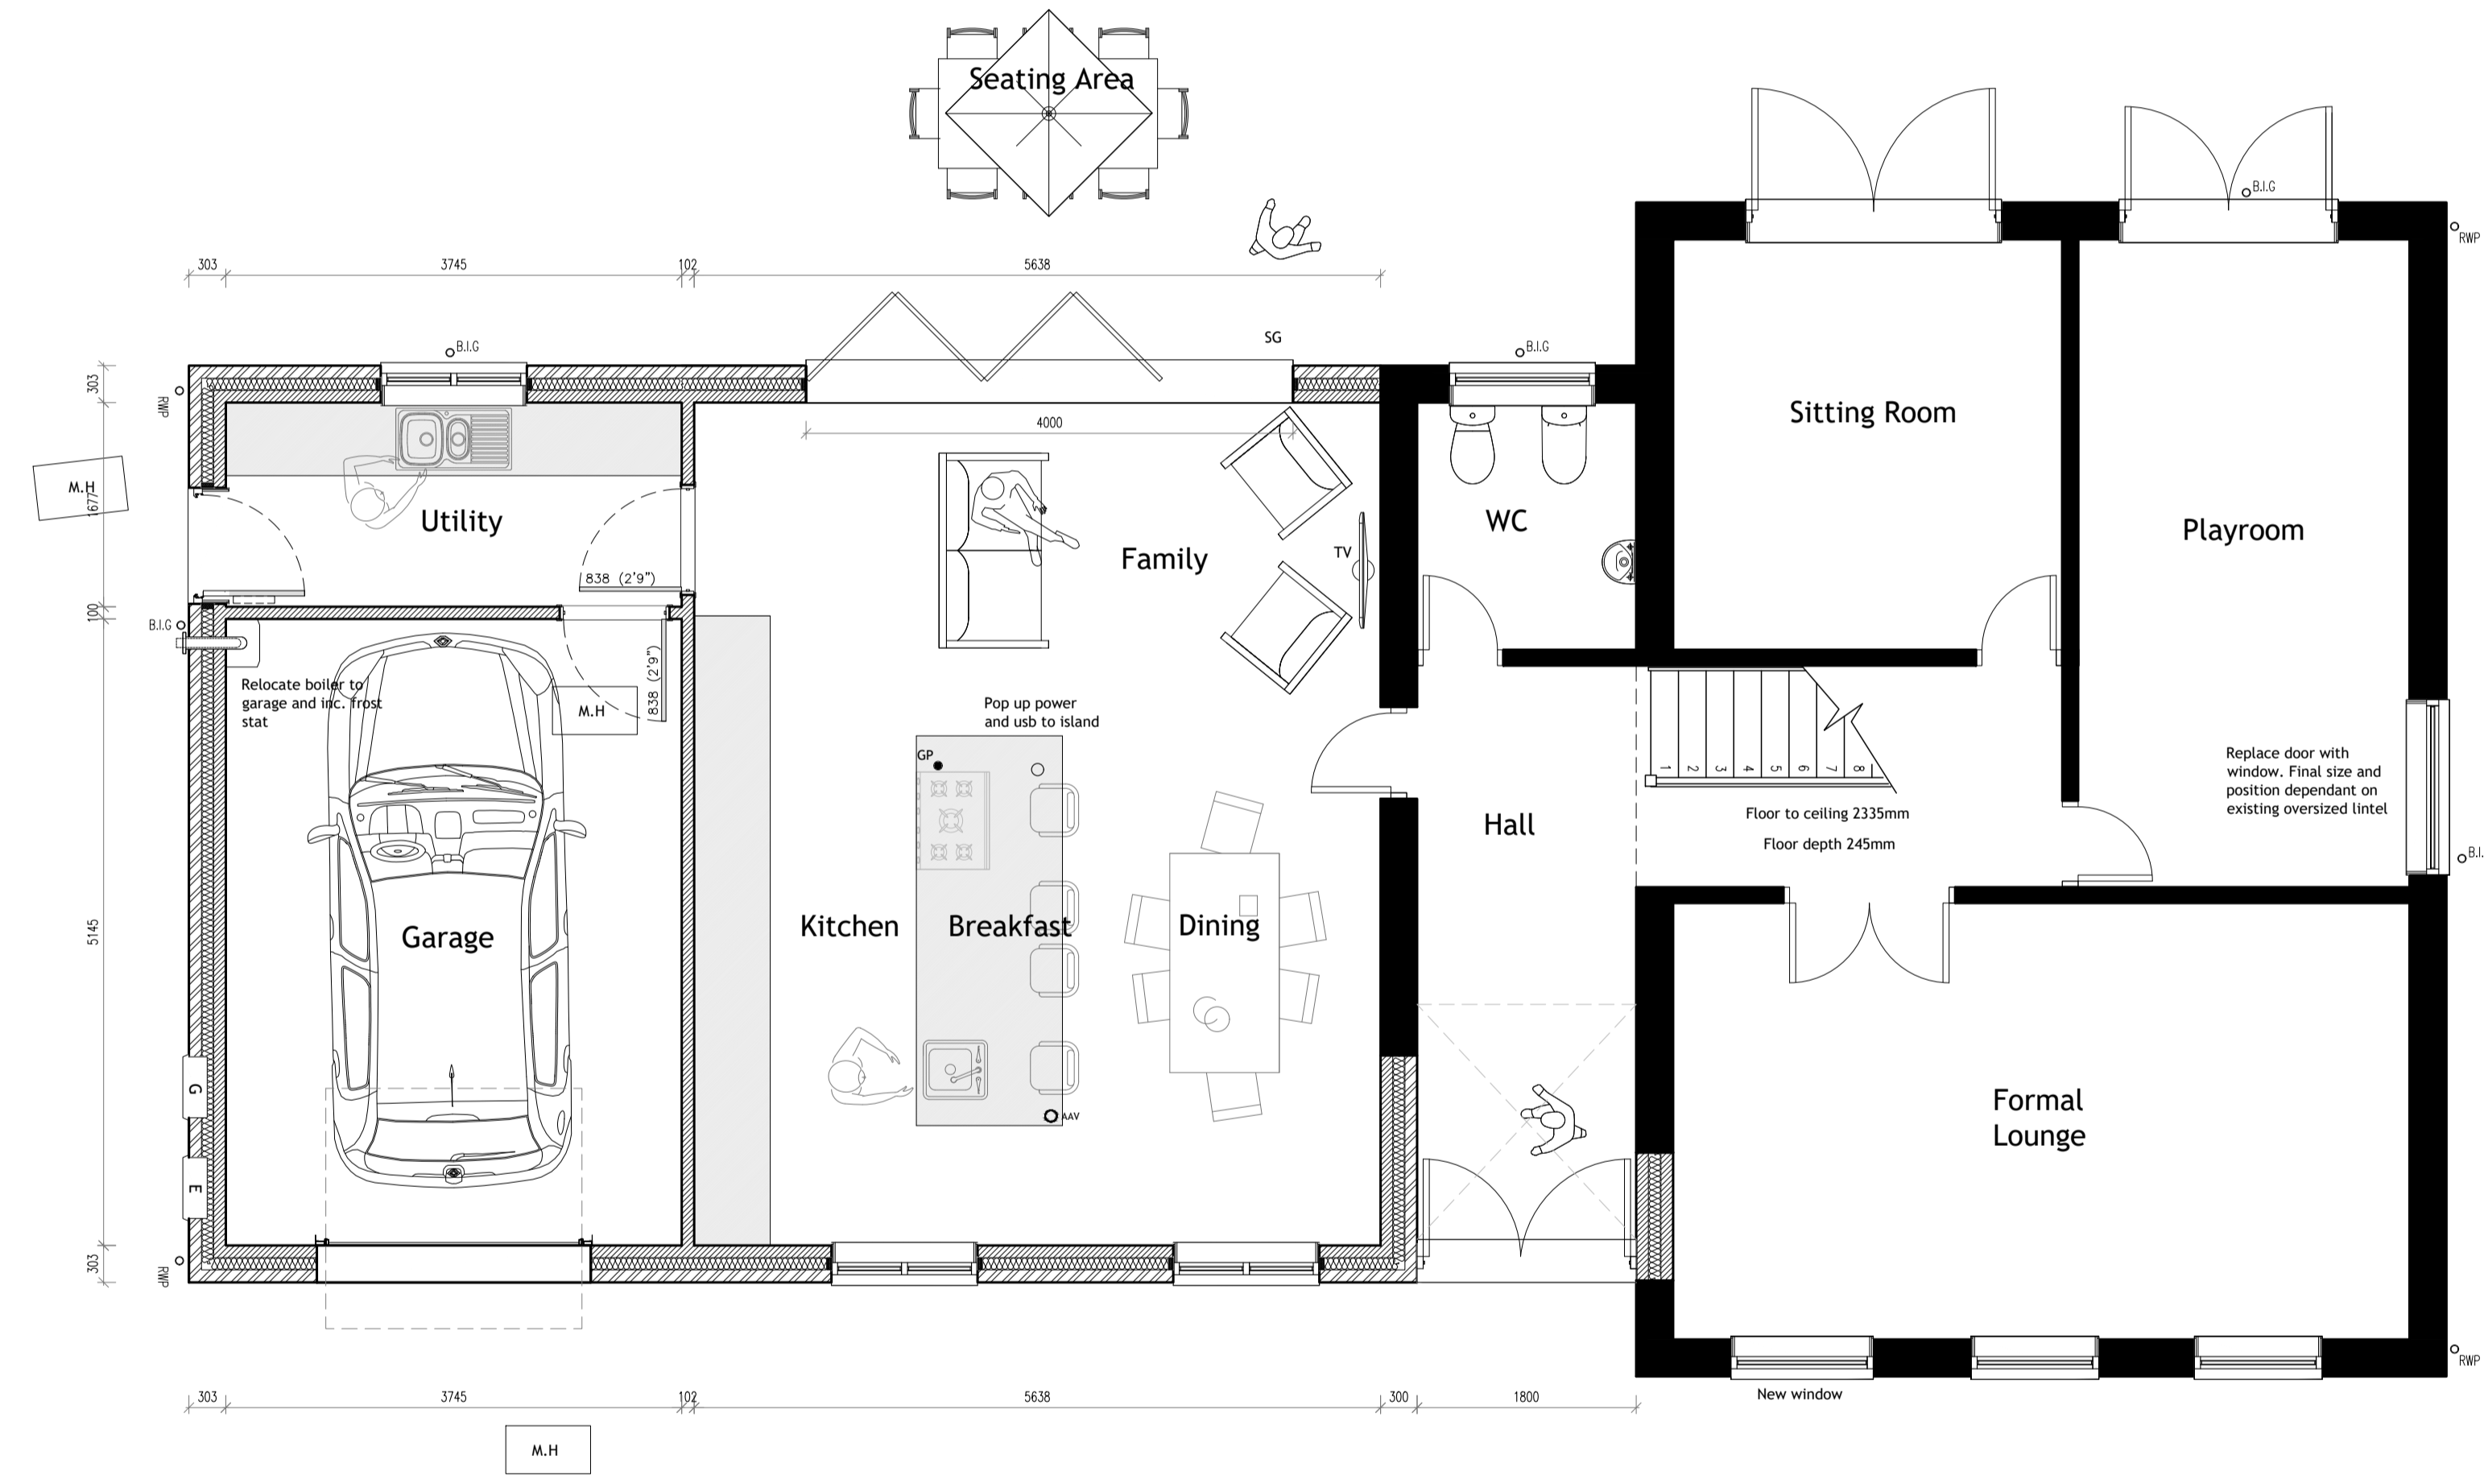 Seating Area
B.I.G
RWP
303
3745
102
5638
SG
B.I.G
B.I.G
303
RWP
4000
Sitting Room
M.H
1677
Utility
WC
Playroom
Family
TV
838 (2'9")
100
B.I.G
838 (2'9")
Relocate boiler to
garage and inc. frost
stat
M.H
Pop up power
and usb to island
GP
1 2 3 4 5 6 7 8
Replace door with
window. Final size and
position dependant on
existing oversized lintel
Floor to ceiling 2335mm
Hall
Floor depth 245mm
B.I.
5145
Garage
Kitchen
Breakfast
Dining
G
Formal
Lounge
AAV
E
303
RWP
RWP
303
3745
102
5638
300
1800
New window
M.H